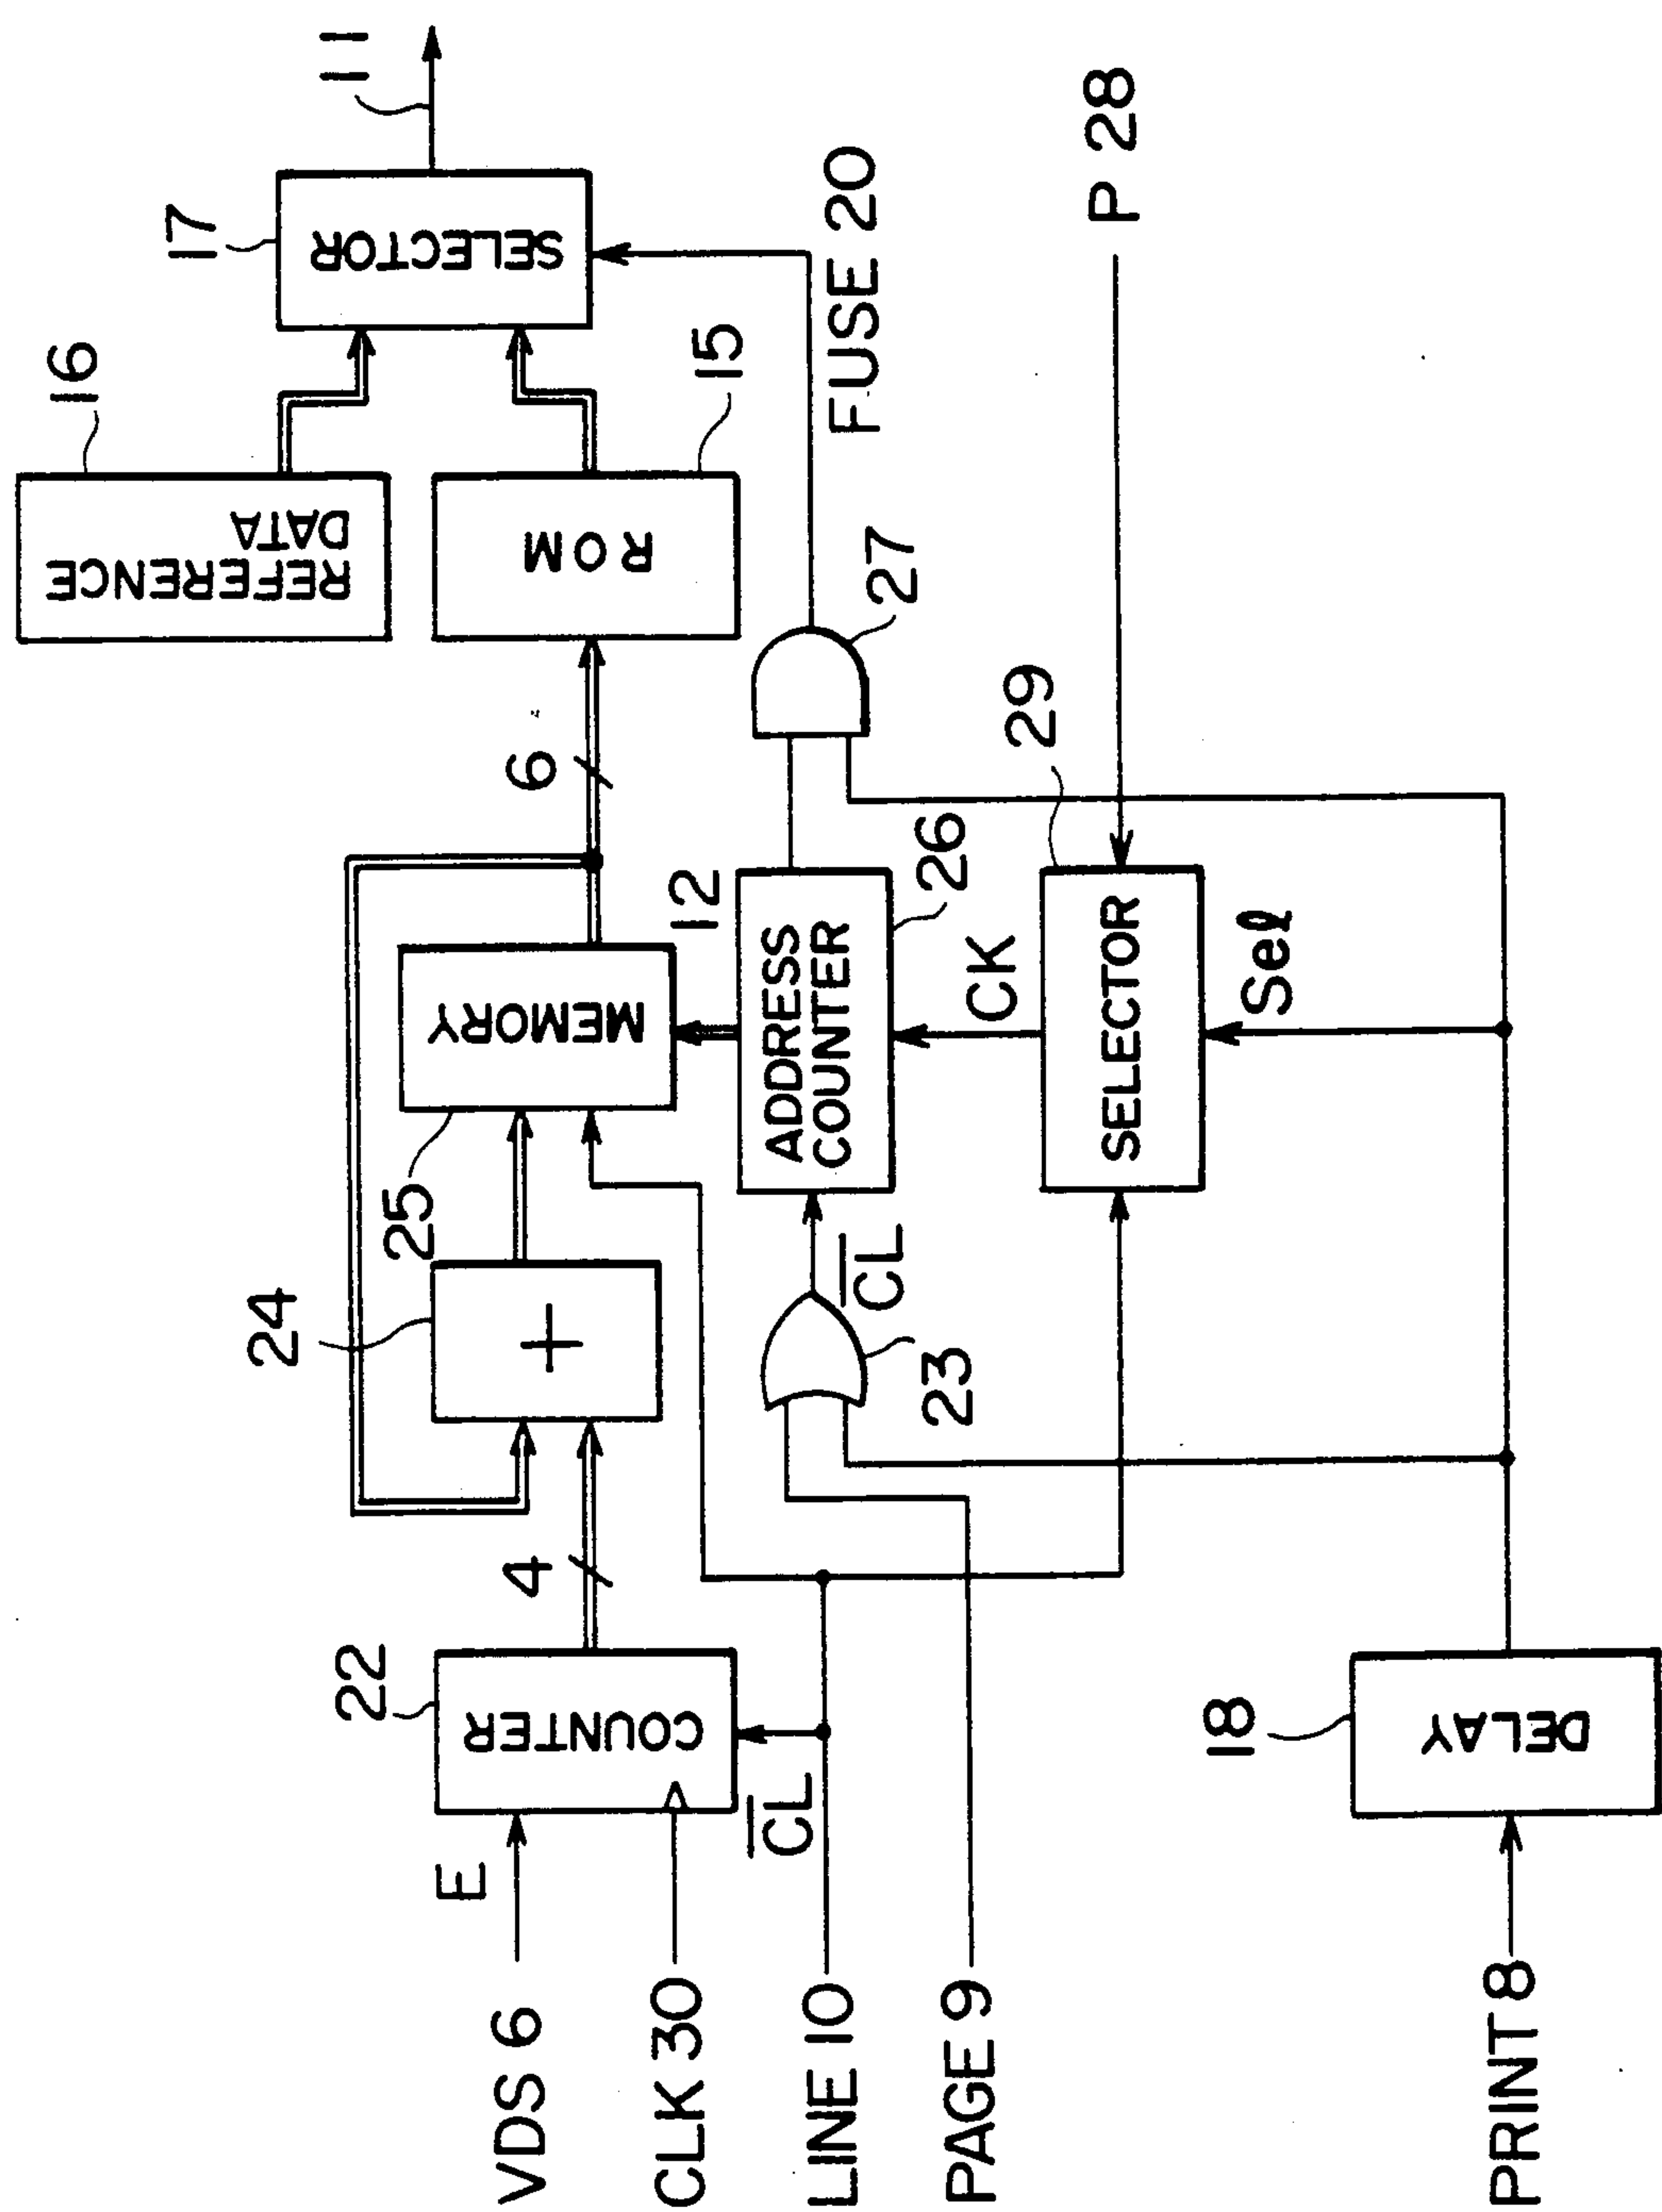 16
REFERENCE
DATA
17
SELECTOR
11
ROM
15
FUSE 20
27
24
+
25
MEMORY
6
12
ADDRESS
COUNTER
26
22
COUNTER
4
E
VDS 6
CLK 30
CL
LINE 10
PAGE 9
23
CL
CK
29
SELECTOR
Sel
P 28
18
DELAY
PRINT 8